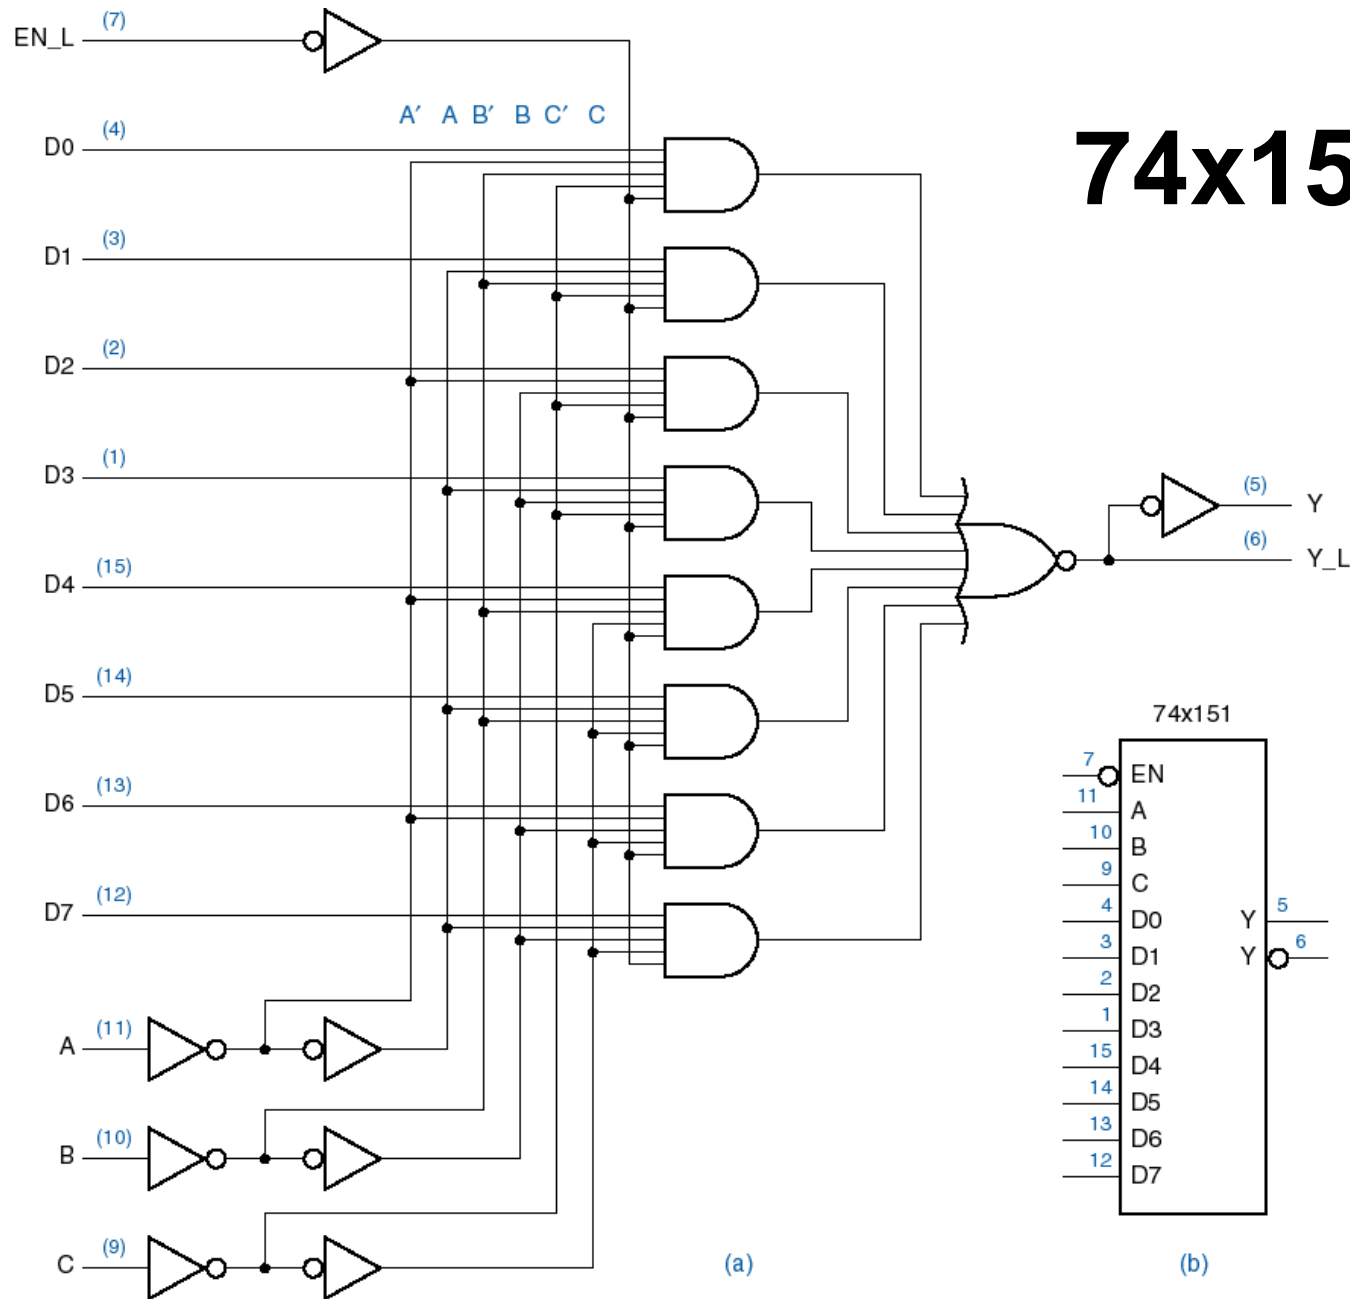 (7)
EN_L
A′ A B′ B C′ C
(4)
D0
74x15
(3)
D1
(2)
D2
(1)
D3
(5)
Y
(6)
Y_L
(15)
D4
(14)
D5
(13)
D6
(12)
D7
(11)
A
(10)
B
(9)
C
(a)
74x151
7
EN
11
A
10
B
9
C
4
D0
3
D1
2
D2
1
D3
15
D4
14
D5
13
D6
12
D7
Y 5
Y 6
(b)